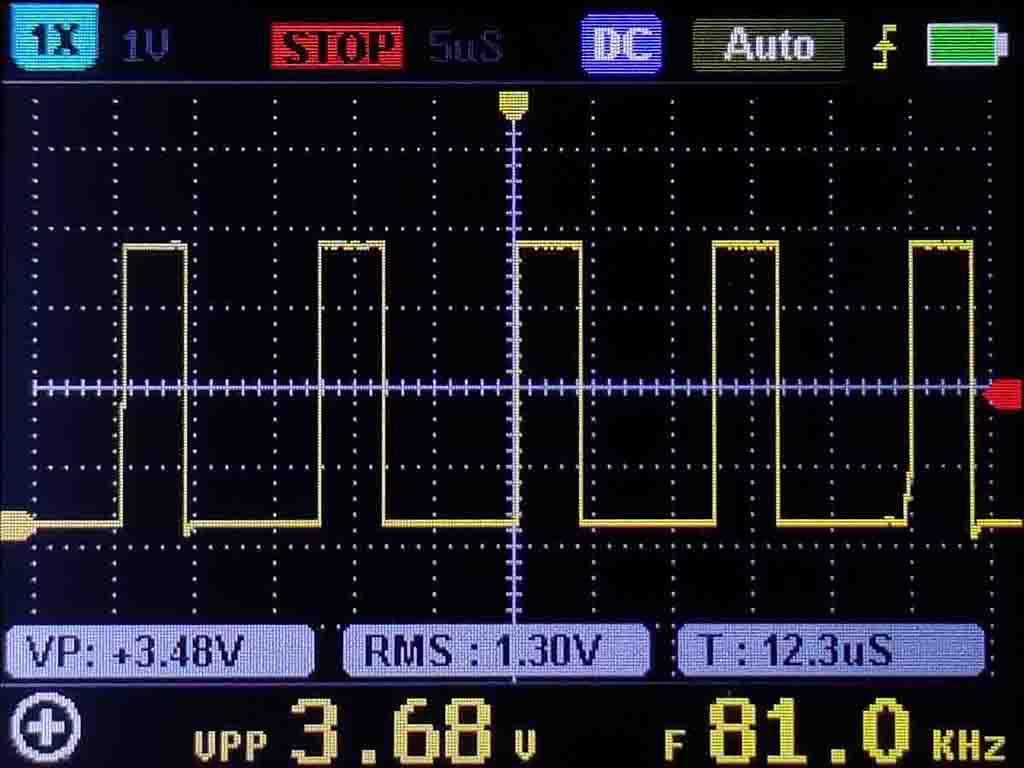 1X 1V STOP 5uS DC Auto
VP: +3.48V RMS : 1.30V T : 12.3uS
VPP 3.68 V F 81.0 KHz